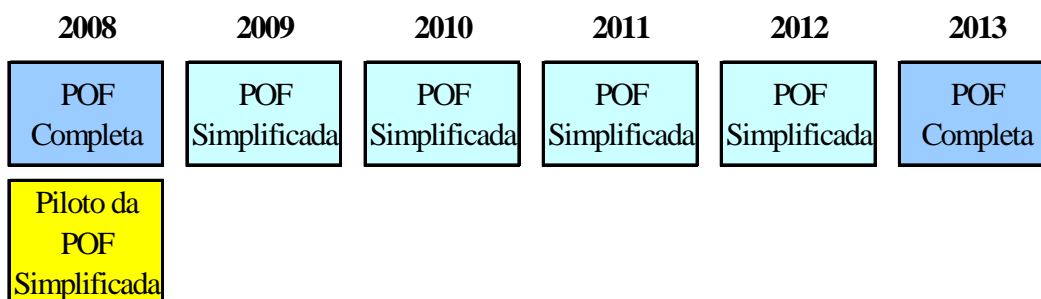 2008 2009 2010 2011 2012 2013
POF POF POF POF POF POF
Completa Simplificada Simplificada Simplificada Simplificada Completa
Piloto da
POF
Simplificada